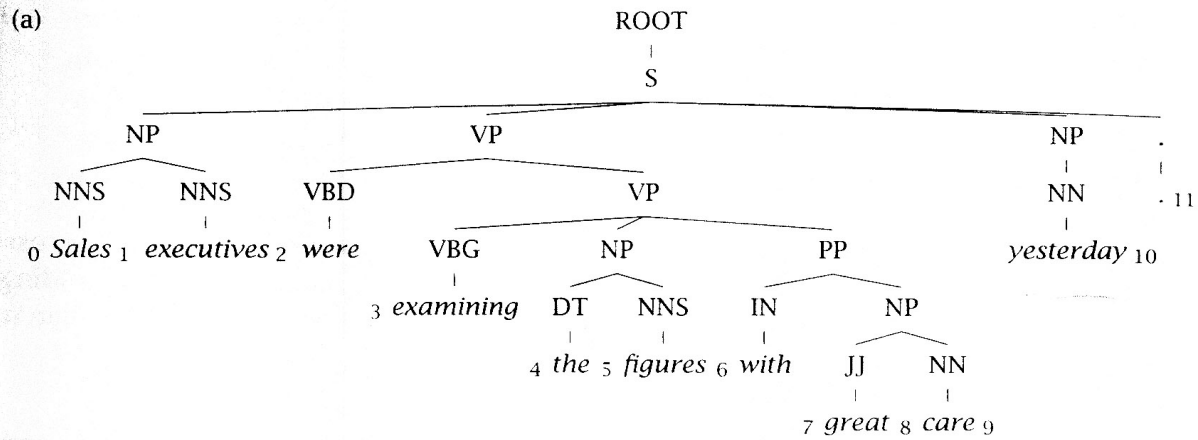 (a) ROOT
S
NP VP NP .
NNS NNS VBD VP NN . 11
0 Sales 1 executives 2 were VBG NP PP yesterday 10
3 examining DT NNS IN NP
4 the 5 figures 6 with JJ NN
7 great 8 care 9